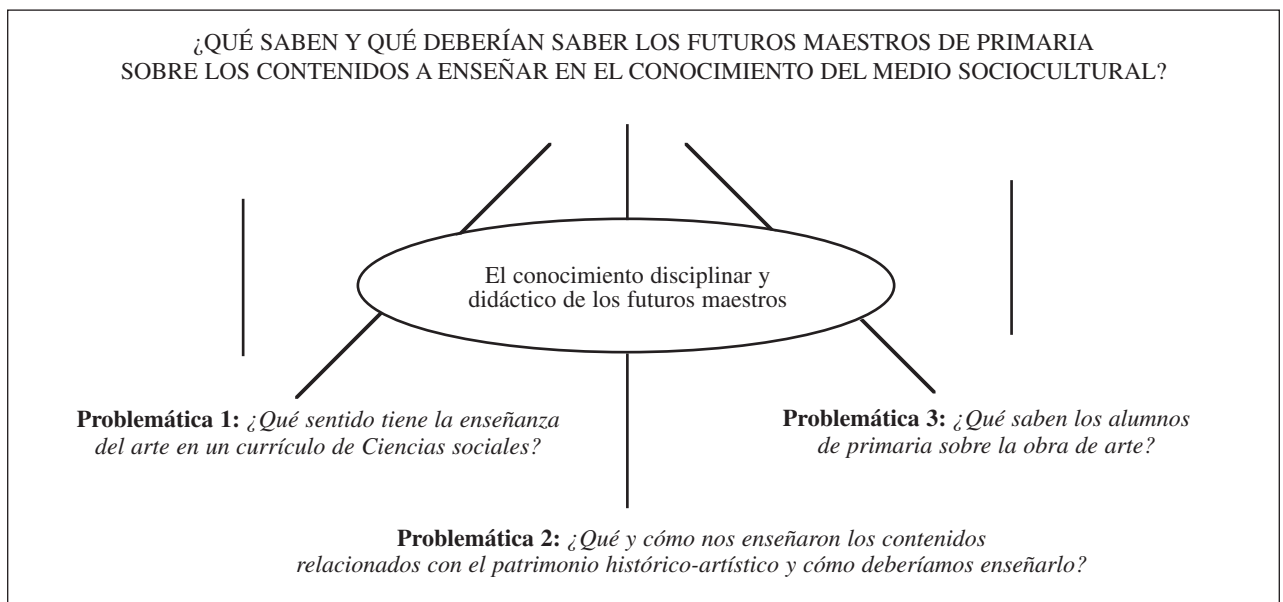 ¿QUÉ SABEN Y QUÉ DEBERÍAN SABER LOS FUTUROS MAESTROS DE PRIMARIA
SOBRE LOS CONTENIDOS A ENSEÑAR EN EL CONOCIMIENTO DEL MEDIO SOCIOCULTURAL?
El conocimiento disciplinar y
didáctico de los futuros maestros
Problemática 1: ¿Qué sentido tiene la enseñanza
del arte en un currículo de Ciencias sociales?
Problemática 3: ¿Qué saben los alumnos
de primaria sobre la obra de arte?
Problemática 2: ¿Qué y cómo nos enseñaron los contenidos
relacionados con el patrimonio histórico-artístico y cómo deberíamos enseñarlo?